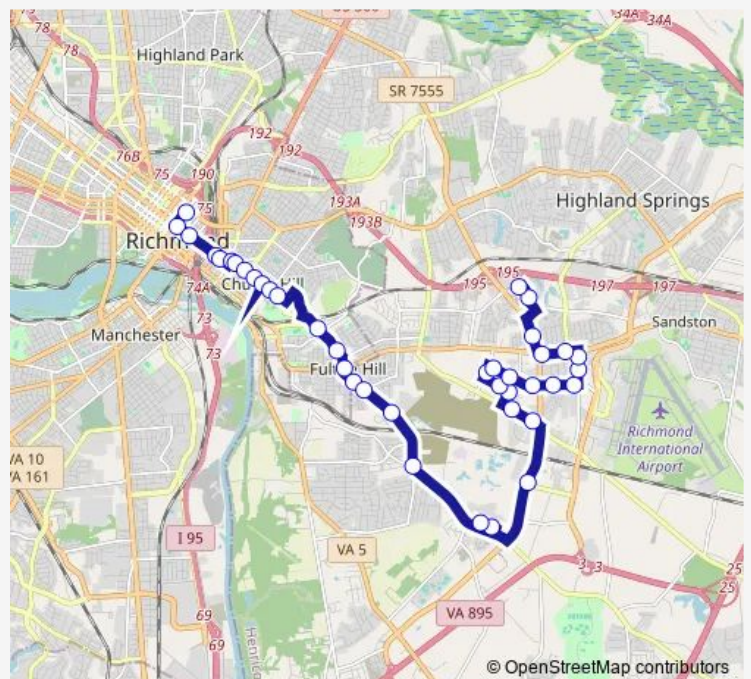 34A
34A
78
78
Highland Park
SR 7555
192
192
76B
75
190
193A
193B
75
Highland Springs
Richmond
195
195
197
197
74A
Church Hill
Manchester
73
73
Sandston
Fulton Hill
Richmond
International
Airport
VA 10
VA 161
I 95
VA 5
3
3
25
25
VA 895
69
69
Henrico
© OpenStreetMap contributors